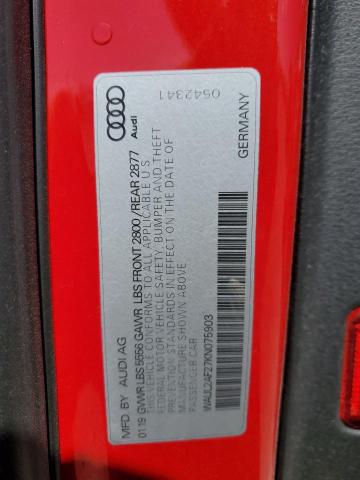 MFD BY AUDI AG
01 19 GVWR LBS 5556 GAWR LBS FRONT 2800/REAR 2877
THIS VEHICLE CONFORMS TO ALL APPLICABLE U S
FEDERAL MOTOR VEHICLE SAFETY, BUMPER AND THEFT
PREVENTION STANDARDS IN EFFECT ON THE DATE OF
MANUFACTURE SHOWN ABOVE
PASSENGER CAR
WAUL2AF27KN075903
GERMANY
Audi
0542341